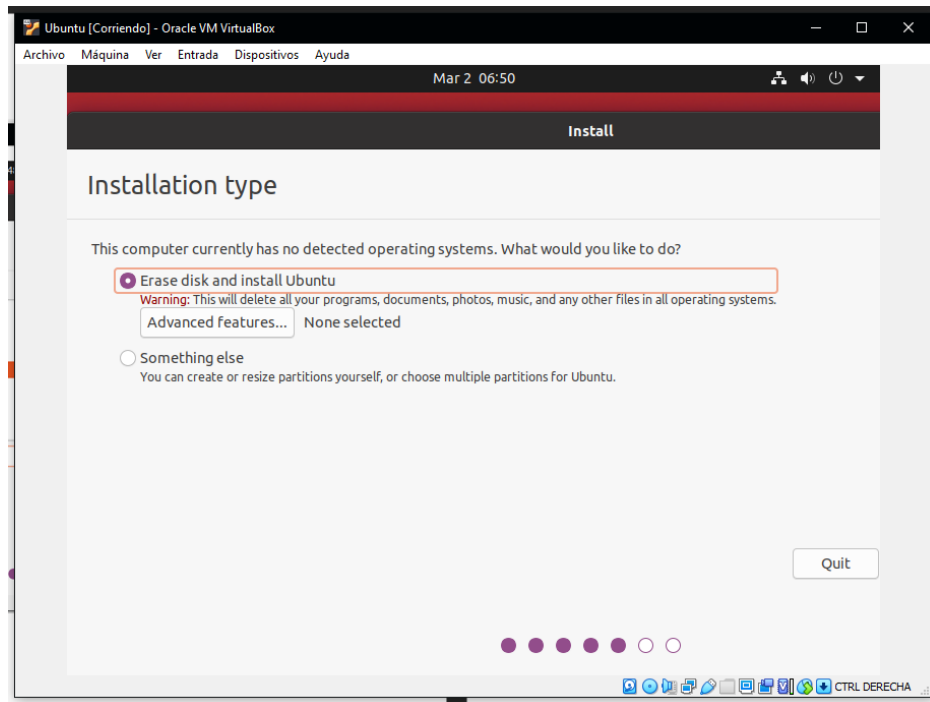 Ubuntu [Corriendo] - Oracle VM VirtualBox
Archivo Máquina Ver Entrada Dispositivos Ayuda
Mar 2 06:50
Install
Installation type
This computer currently has no detected operating systems. What would you like to do?
Erase disk and install Ubuntu
Warning: This will delete all your programs, documents, photos, music, and any other files in all operating systems.
Advanced features... None selected
Something else
You can create or resize partitions yourself, or choose multiple partitions for Ubuntu.
Quit
CTRL DERECHA